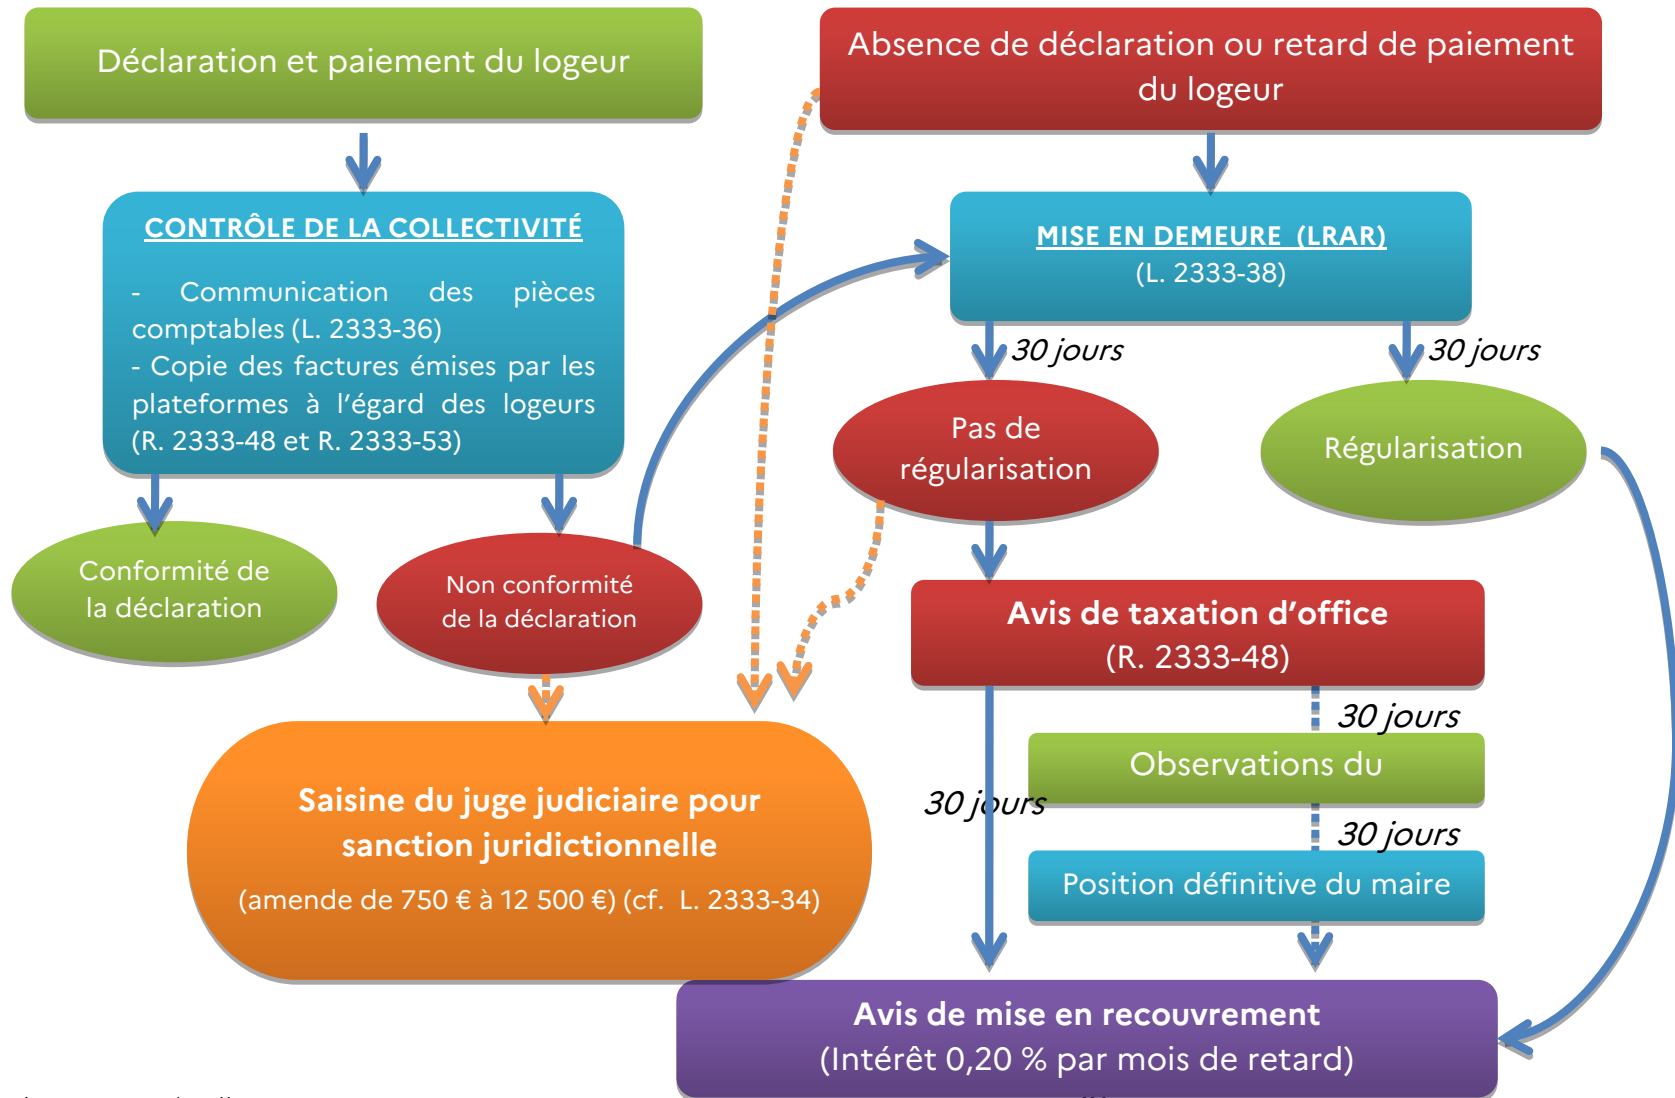 Déclaration et paiement du logeur
Absence de déclaration ou retard de paiement
du logeur
CONTRÔLE DE LA COLLECTIVITÉ
- Communication des pièces
comptables (L. 2333-36)
- Copie des factures émises par les
plateformes à l’égard des logeurs
(R. 2333-48 et R. 2333-53)
MISE EN DEMEURE (LRAR)
(L. 2333-38)
30 jours
30 jours
Pas de
régularisation
Régularisation
Conformité de
la déclaration
Non conformité
de la déclaration
Avis de taxation d’office
(R. 2333-48)
30 jours
Observations du
30 jours
30 jours
Position définitive du maire
Saisine du juge judiciaire pour
sanction juridictionnelle
(amende de 750 € à 12 500 €) (cf. L. 2333-34)
Avis de mise en recouvrement
(Intérêt 0,20 % par mois de retard)